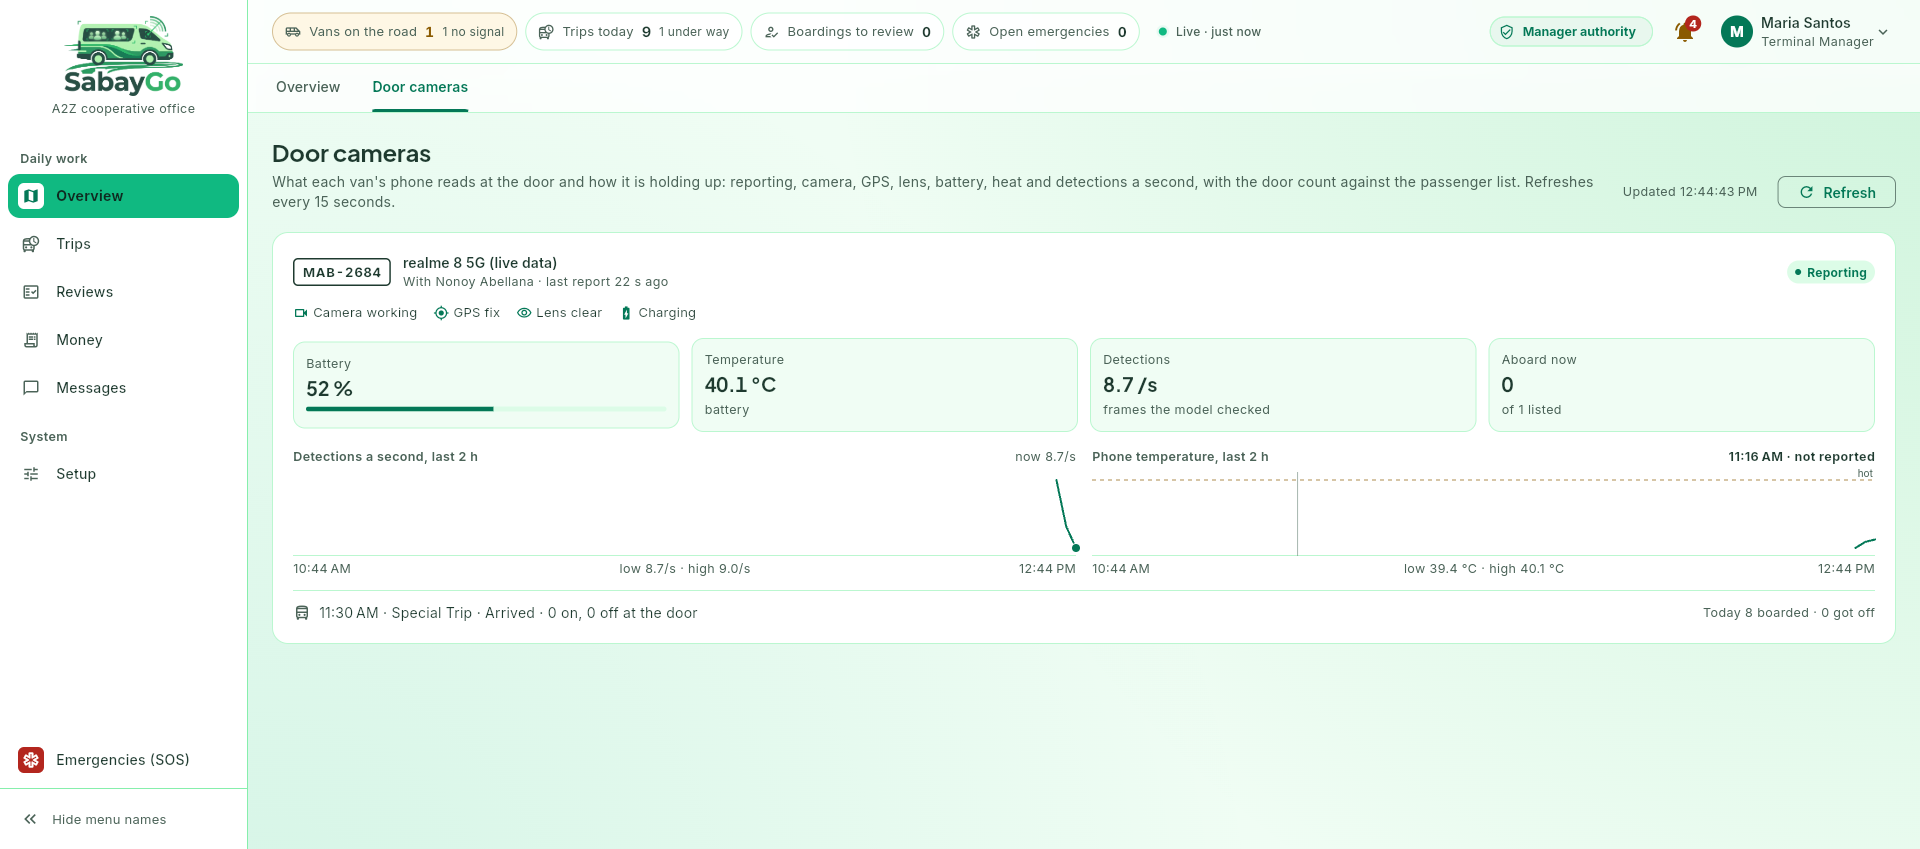 SabayGo
A2Z cooperative office
Daily work
Overview
Trips
Reviews
Money
Messages
System
Setup
Emergencies (SOS)
Hide menu names
Vans on the road 1 1 no signal
Trips today 9 1 under way
Boardings to review 0
Open emergencies 0
Live · just now
Manager authority
4
M
Maria Santos
Terminal Manager
Overview
Door cameras
Door cameras
What each van's phone reads at the door and how it is holding up: reporting, camera, GPS, lens, battery, heat and detections a second, with the door count against the passenger list. Refreshes
every 15 seconds.
Updated 12:44:43 PM
Refresh
MAB-2684
realme 8 5G (live data)
With Nonoy Abellana · last report 22 s ago
Reporting
Camera working
GPS fix
Lens clear
Charging
Battery
52 %
Temperature
40.1 °C
battery
Detections
8.7 /s
frames the model checked
Aboard now
0
of 1 listed
Detections a second, last 2 h
now 8.7/s
10:44 AM
low 8.7/s · high 9.0/s
12:44 PM
Phone temperature, last 2 h
11:16 AM · not reported
hot
10:44 AM
low 39.4 °C · high 40.1 °C
12:44 PM
11:30 AM · Special Trip · Arrived · 0 on, 0 off at the door
Today 8 boarded · 0 got off